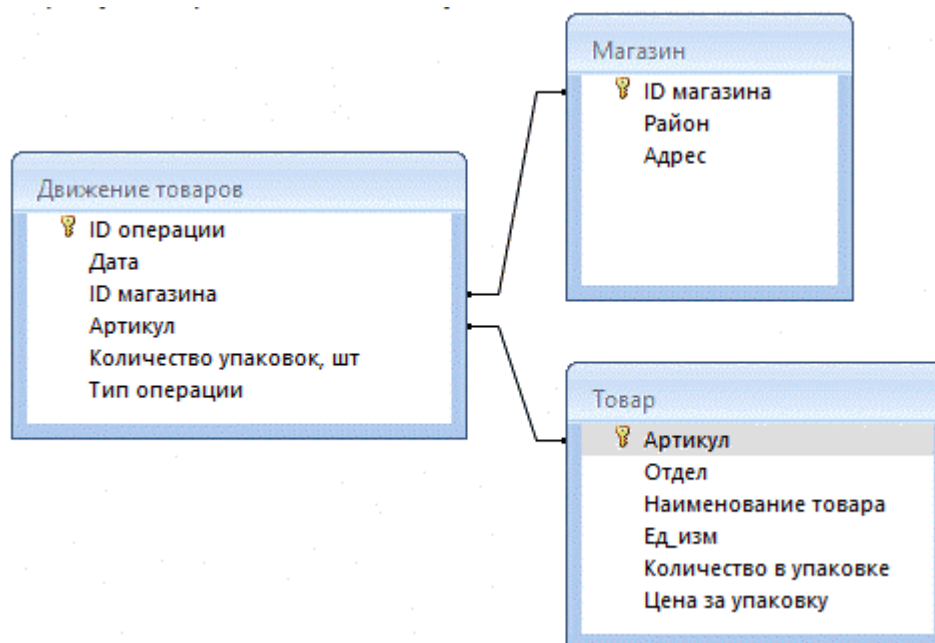 Магазин
ID магазина
Район
Адрес
Движение товаров
ID операции
Дата
ID магазина
Артикул
Количество упаковок, шт
Тип операции
Товар
Артикул
Отдел
Наименование товара
Ед_изм
Количество в упаковке
Цена за упаковку